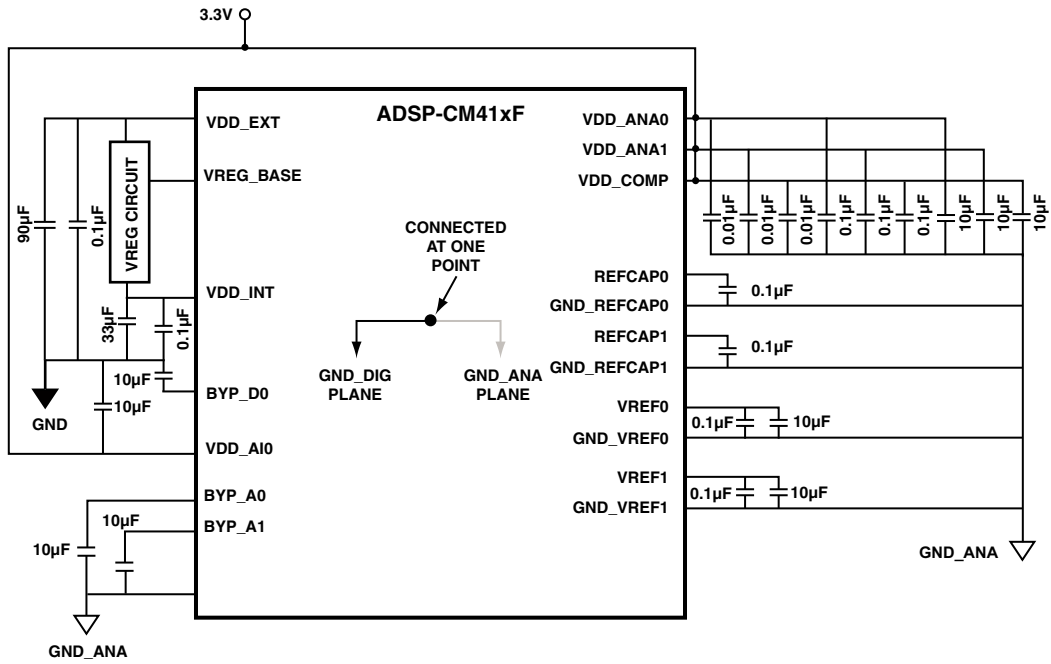 3.3V
ADSP-CM41xF
VDD_EXT
VREG_BASE
VDD_INT
BYP_D0
VDD_AI0
BYP_A0
BYP_A1
90µF
0.1µF
VREG CIRCUIT
33µF
0.1µF
10µF
10µF
GND
10µF
10µF
GND_ANA
CONNECTED
AT ONE
POINT
GND_DIG
PLANE
GND_ANA
PLANE
VDD_ANA0
VDD_ANA1
VDD_COMP
REFCAP0
GND_REFCAP0
REFCAP1
GND_REFCAP1
VREF0
GND_VREF0
VREF1
GND_VREF1
0.01µF
0.01µF
0.01µF
0.1µF
0.1µF
0.1µF
10µF
10µF
10µF
0.1µF
0.1µF
0.1µF
10µF
0.1µF
10µF
GND_ANA